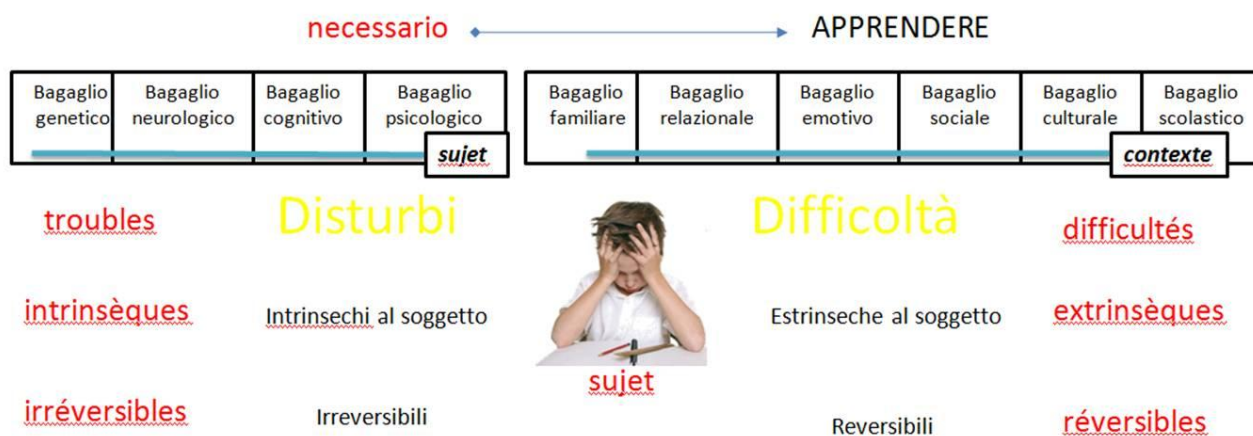 necessario APPRENDERE
Bagaglio genetico
Bagaglio neurologico
Bagaglio cognitivo
Bagaglio psicologico
sujet
Bagaglio familiare
Bagaglio relazionale
Bagaglio emotivo
Bagaglio sociale
Bagaglio culturale
Bagaglio scolastico
contexte
troubles Disturbi Difficoltà difficultés
intrinsèques Intrinsechi al soggetto Estrinseche al soggetto extrinsèques
sujet
irréversibles Irreversibili Reversibili réversibles